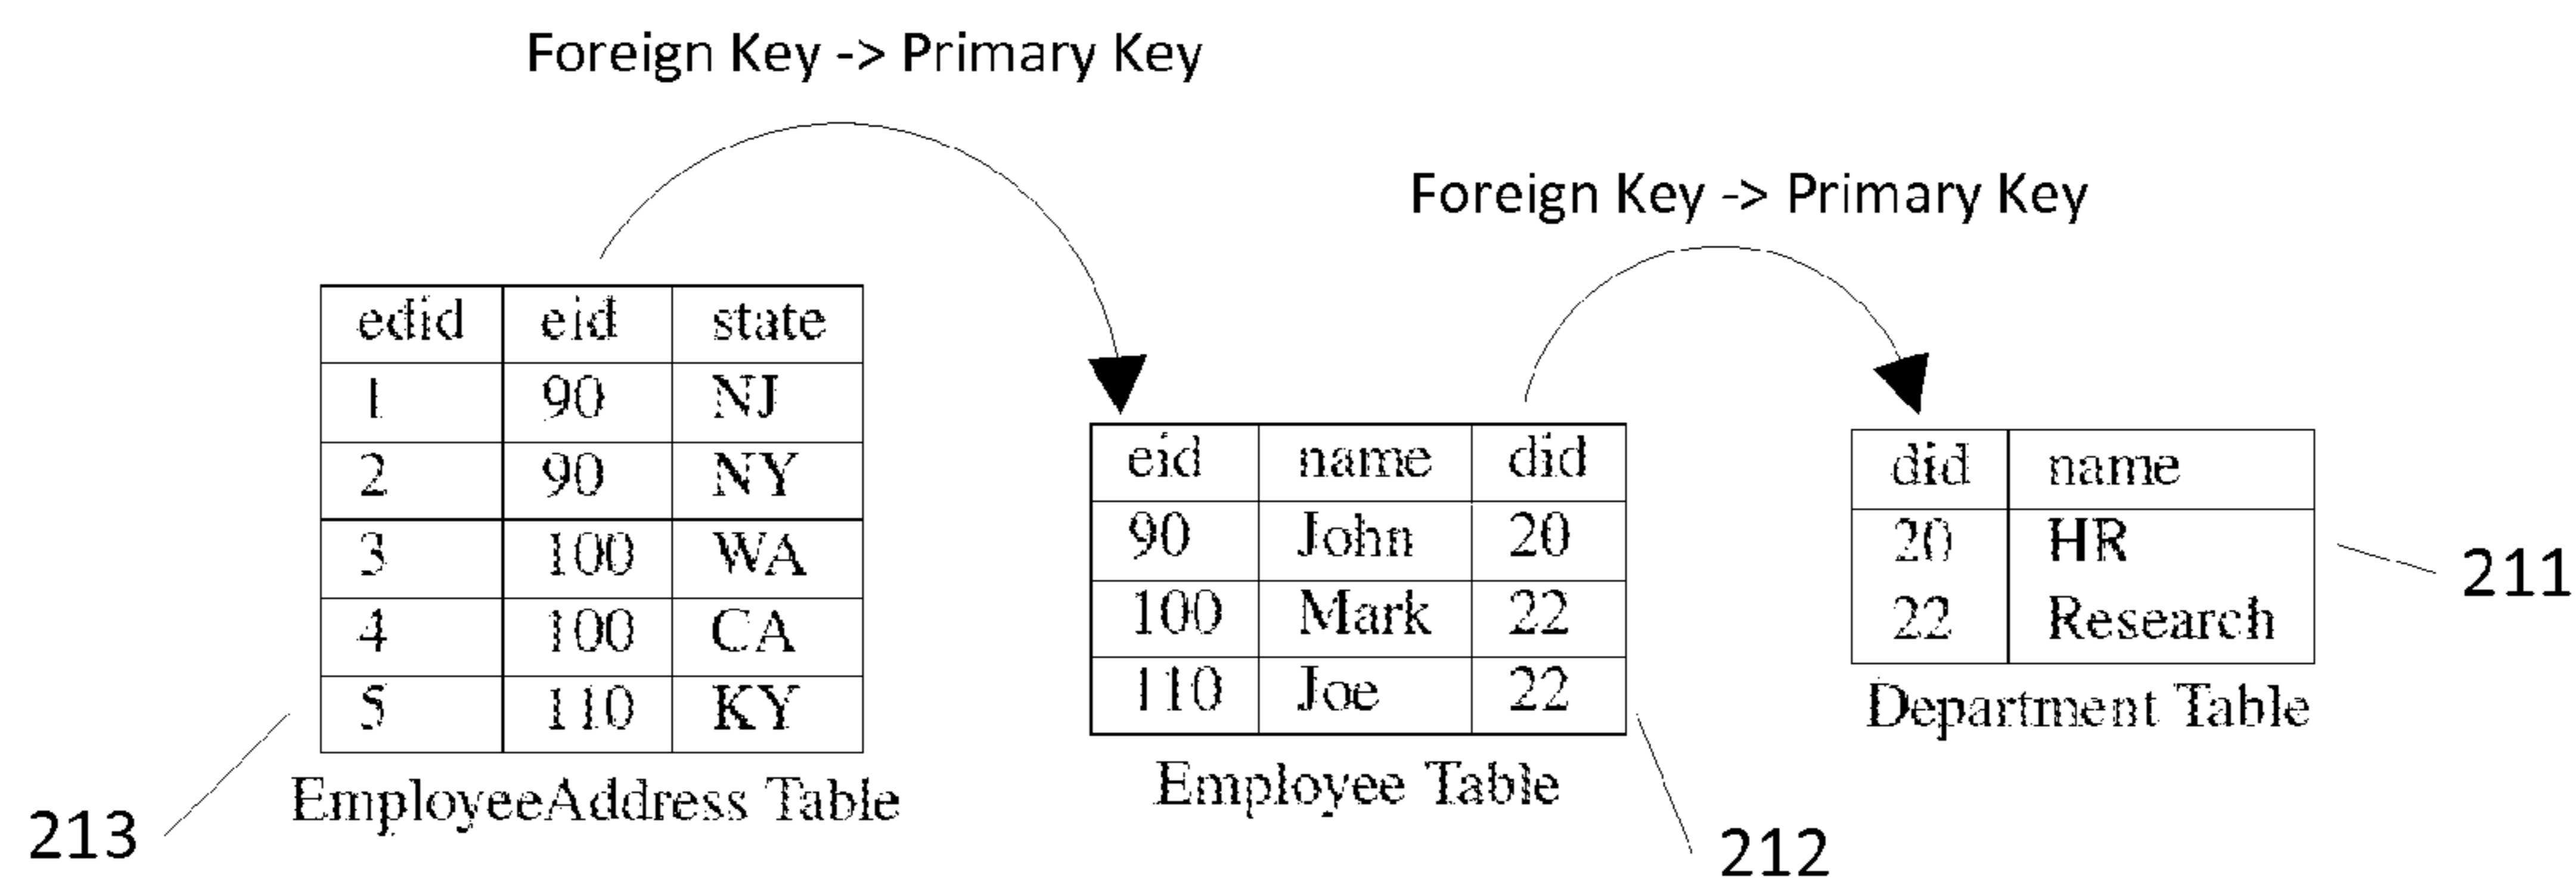 Foreign Key -> Primary Key
Foreign Key -> Primary Key
edid eid state
1 90 NJ
2 90 NY
3 100 WA
4 100 CA
5 110 KY
EmployeeAddress Table
213
eid name did
90 John 20
100 Mark 22
110 Joe 22
Employee Table
212
did name
20 HR
22 Research
Department Table
211